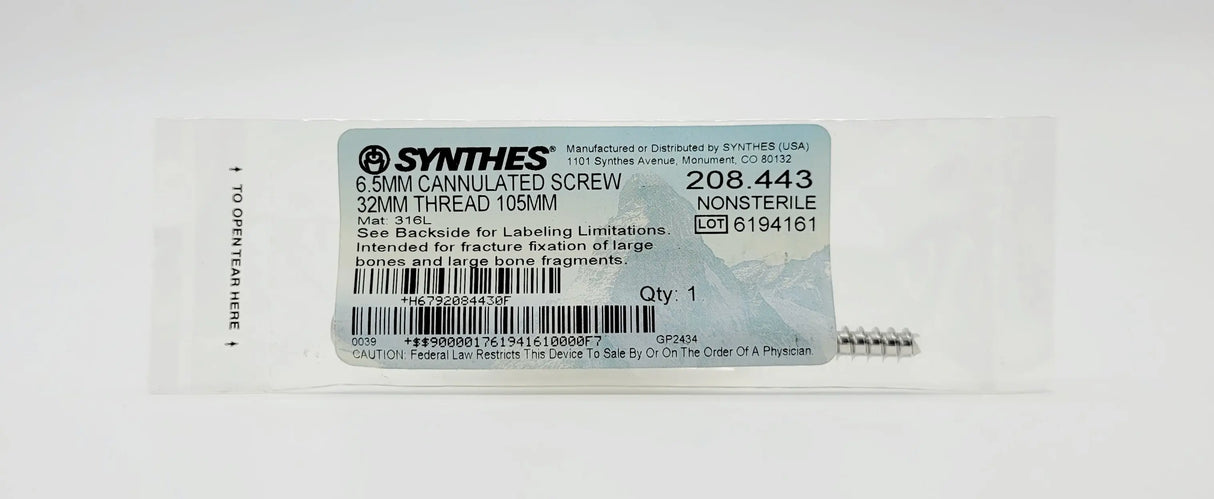 ↑ TO OPEN TEAR HERE ↑
SYNTHES®
Manufactured or Distributed by SYNTHES (USA)
1101 Synthes Avenue, Monument, CO 80132
6.5MM CANNULATED SCREW
32MM THREAD 105MM
208.443
NONSTERILE
LOT 6194161
Mat: 316L
See Backside for Labeling Limitations.
Intended for fracture fixation of large
bones and large bone fragments.
+H6792084430F
Qty: 1
0039
+$$900001761941610000F7
GP2434
CAUTION: Federal Law Restricts This Device To Sale By Or On The Order Of A Physician.